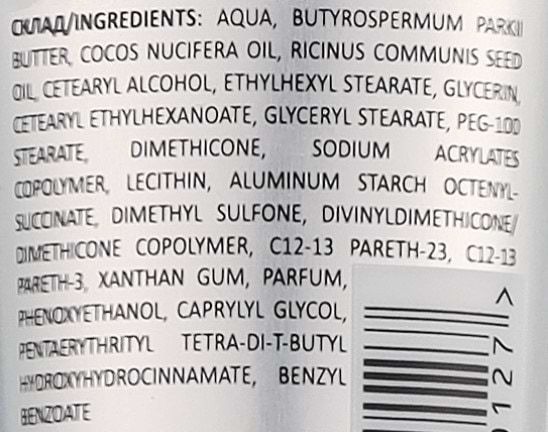 СКЛАД/INGREDIENTS: AQUA, BUTYROSPERMUM PARKII
BUTTER, COCOS NUCIFERA OIL, RICINUS COMMUNIS SEED
OIL, CETEARYL ALCOHOL, ETHYLHEXYL STEARATE, GLYCERIN,
CETEARYL ETHYLHEXANOATE, GLYCERYL STEARATE, PEG-100
STEARATE, DIMETHICONE, SODIUM ACRYLATES
COPOLYMER, LECITHIN, ALUMINUM STARCH OCTENYL-
SUCCINATE, DIMETHYL SULFONE, DIVINYLDIMETHICONE/
DIMETHICONE COPOLYMER, C12-13 PARETH-23, C12-13
PARETH-3, XANTHAN GUM, PARFUM,
PHENOXYETHANOL, CAPRYLYL GLYCOL,
PENTAERYTHRITYL TETRA-DI-T-BUTYL
HYDROXYHYDROCINNAMATE, BENZYL
BENZOATE
127 >